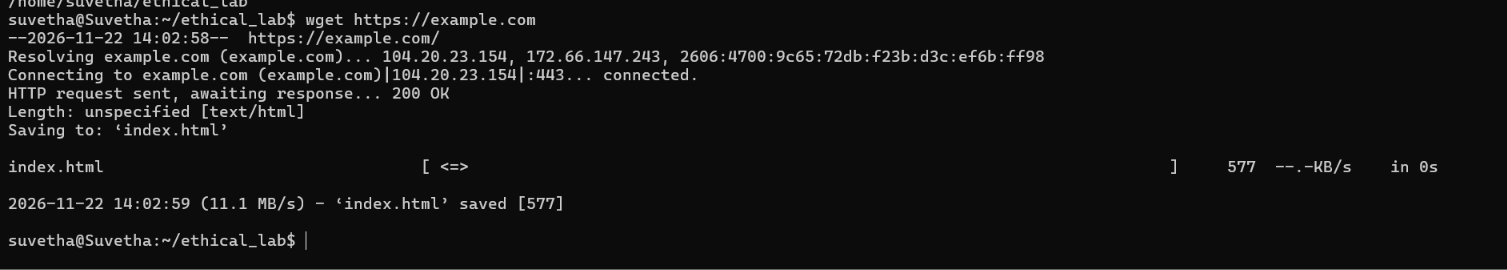 /home/suvetha/ethical_lab
suvetha@Suvetha:~/ethical_lab$ wget https://example.com
--2026-11-22 14:02:58--  https://example.com/
Resolving example.com (example.com)... 104.20.23.154, 172.66.147.243, 2606:4700:9c65:72db:f23b:d3c:ef6b:ff98
Connecting to example.com (example.com)|104.20.23.154|:443... connected.
HTTP request sent, awaiting response... 200 OK
Length: unspecified [text/html]
Saving to: ‘index.html’
index.html [ <=> ] 577 --.-KB/s in 0s
2026-11-22 14:02:59 (11.1 MB/s) - ‘index.html’ saved [577]
suvetha@Suvetha:~/ethical_lab$